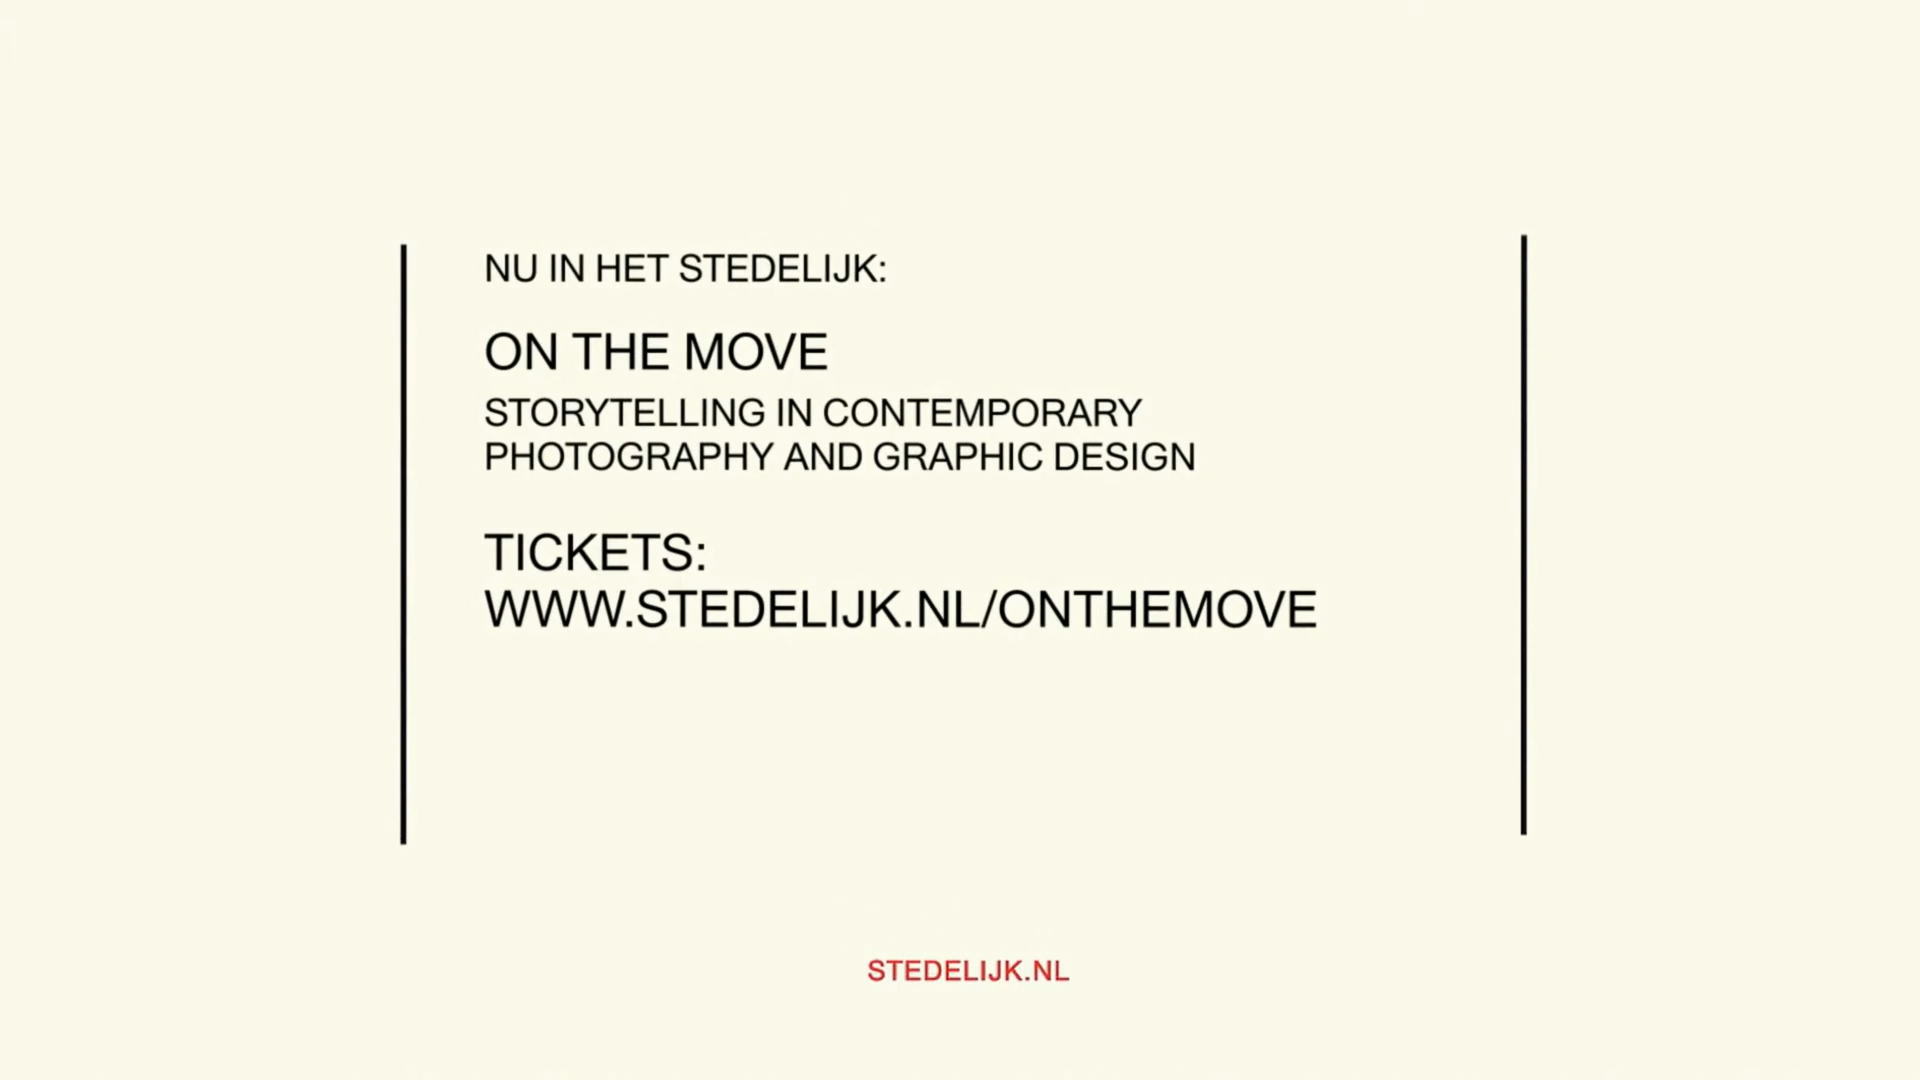 NU IN HET STEDELIJK:
ON THE MOVE
STORYTELLING IN CONTEMPORARY
PHOTOGRAPHY AND GRAPHIC DESIGN
TICKETS:
WWW.STEDELIJK.NL/ONTHEMOVE
STEDELIJK.NL